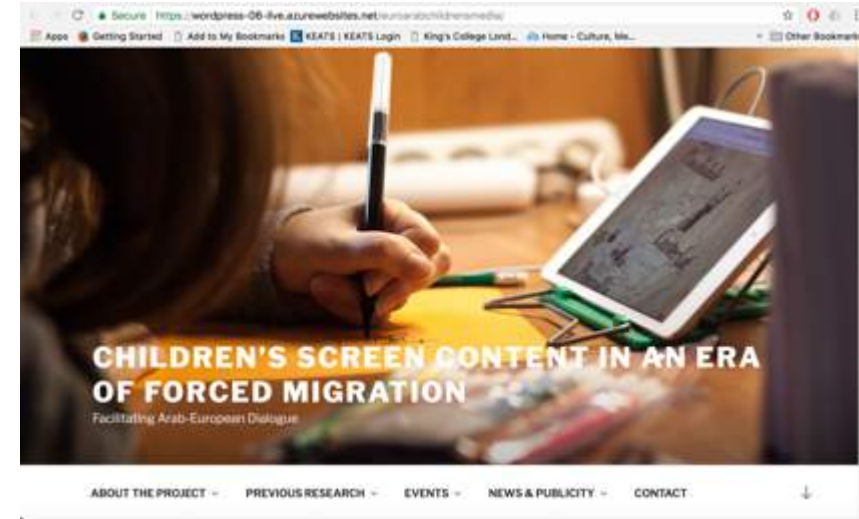 Secure https://wordpress-06-live.azurewebsites.net/euroarabchildrensmedia/
Apps Getting Started Add to My Bookmarks KEATS | KEATS Login King's College Lond... Home - Culture, Me... Other Bookmark
CHILDREN'S SCREEN CONTENT IN AN ERA
OF FORCED MIGRATION
Facilitating Arab-European Dialogue
ABOUT THE PROJECT PREVIOUS RESEARCH EVENTS NEWS & PUBLICITY CONTACT